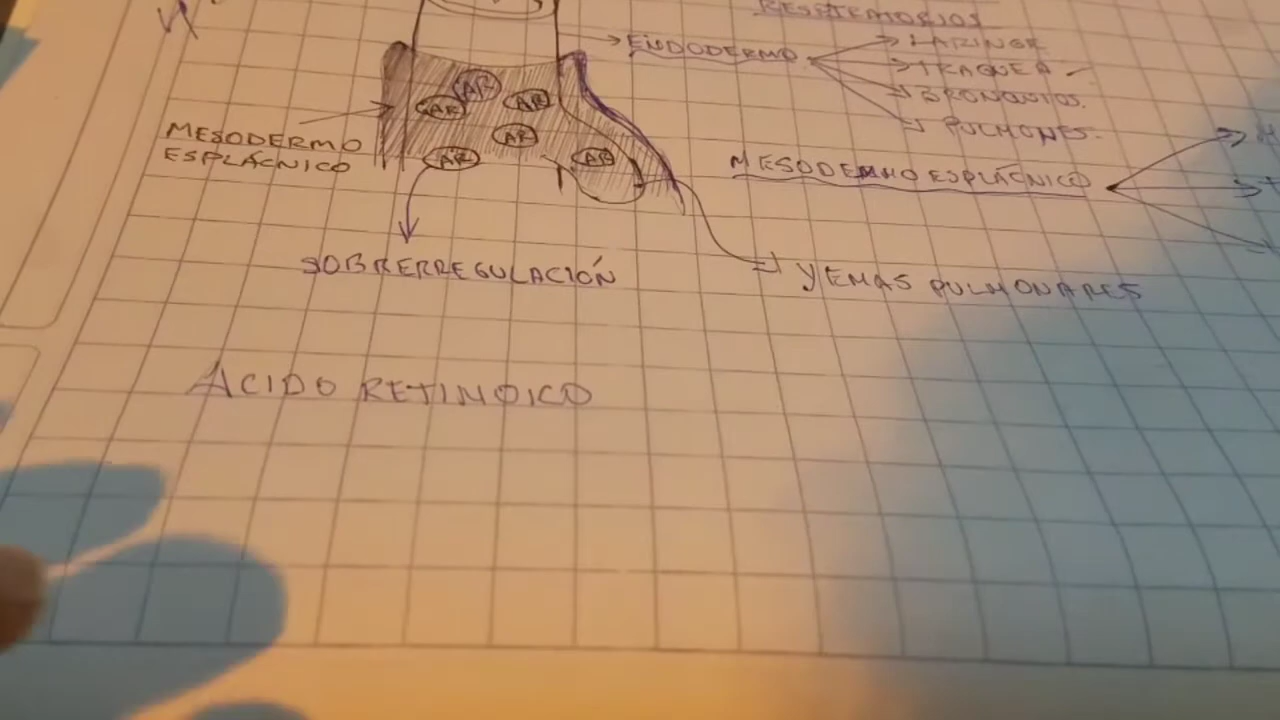 ENDODERMO
LARINGE
TRAQUEA
BRONQUIOS.
PULMONES.
AR
AR
AR
AR
AR
AR
MESODERMO
ESPLÁCNICO
MESODERMO ESPLÁCNICO
SOBRERREGULACIÓN
YEMAS PULMONARES
ACIDO RETINOICO